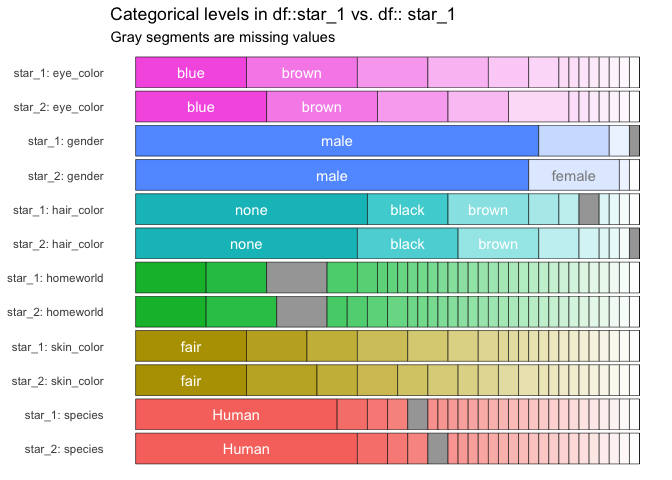 Categorical levels in df::star_1 vs. df:: star_1
Gray segments are missing values
star_1: eye_color blue brown
star_2: eye_color blue brown
star_1: gender male
star_2: gender male female
star_1: hair_color none black brown
star_2: hair_color none black brown
star_1: homeworld
star_2: homeworld
star_1: skin_color fair
star_2: skin_color fair
star_1: species Human
star_2: species Human